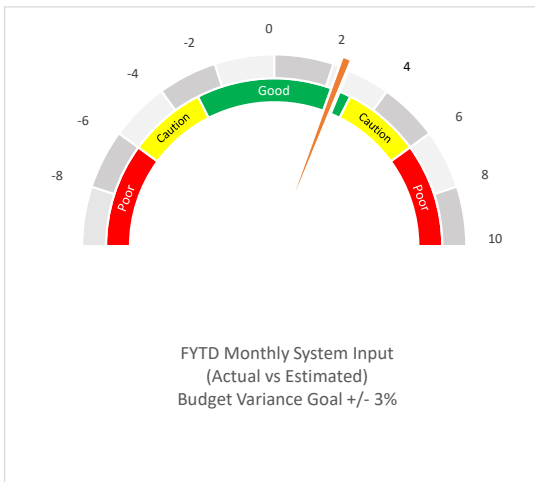 0
-2
2
-4
4
Good
-6
Caution
Caution
6
-8
Poor
Poor
8
10
FYTD Monthly System Input
(Actual vs Estimated)
Budget Variance Goal +/- 3%